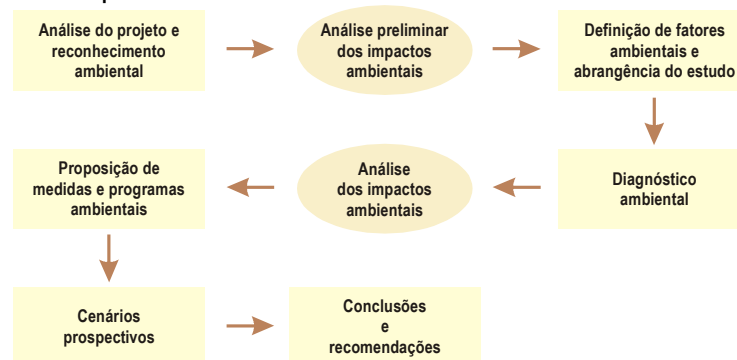 Análise do projeto e
reconhecimento
ambiental
Análise preliminar
dos impactos
ambientais
Definição de fatores
ambientais e
abrangência do estudo
Proposição de
medidas e programas
ambientais
Análise
dos impactos
ambientais
Diagnóstico
ambiental
Cenários
prospectivos
Conclusões
e
recomendações